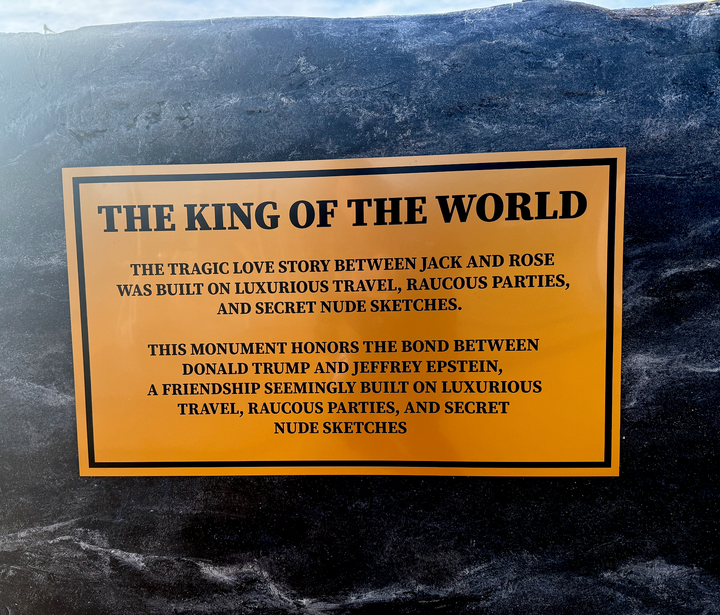 THE KING OF THE WORLD
THE TRAGIC LOVE STORY BETWEEN JACK AND ROSE
WAS BUILT ON LUXURIOUS TRAVEL, RAUCOUS PARTIES,
AND SECRET NUDE SKETCHES.
THIS MONUMENT HONORS THE BOND BETWEEN
DONALD TRUMP AND JEFFREY EPSTEIN,
A FRIENDSHIP SEEMINGLY BUILT ON LUXURIOUS
TRAVEL, RAUCOUS PARTIES, AND SECRET
NUDE SKETCHES